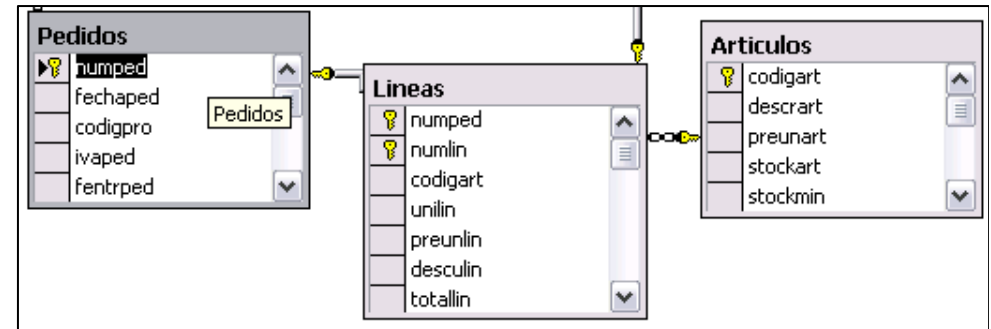 Pedidos
numped
fechaped
codigpro
ivaped
fentrped
Pedidos
Lineas
numped
numlin
codigart
unilin
preunlin
desculin
totallin
Articulos
codigart
descrart
preunart
stockart
stockmin